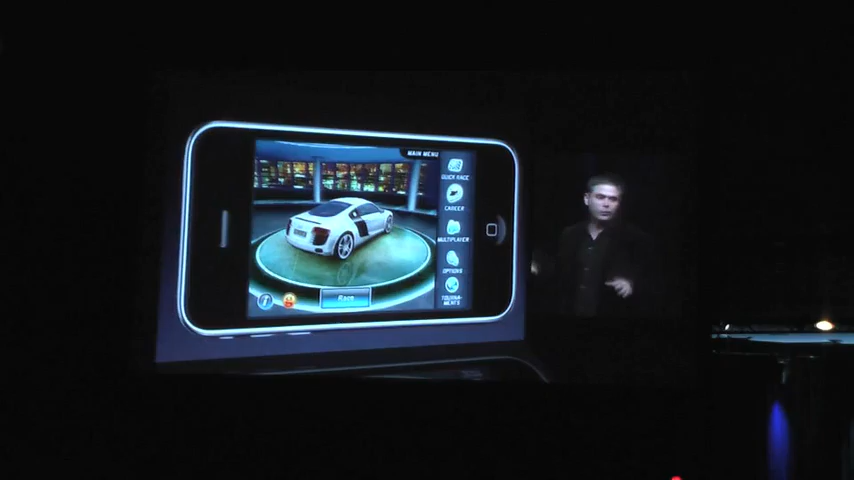 MAIN MENU
QUICK RACE
CAREER
MULTIPLAYER
OPTIONS
TOURNA-
MENTS
Race